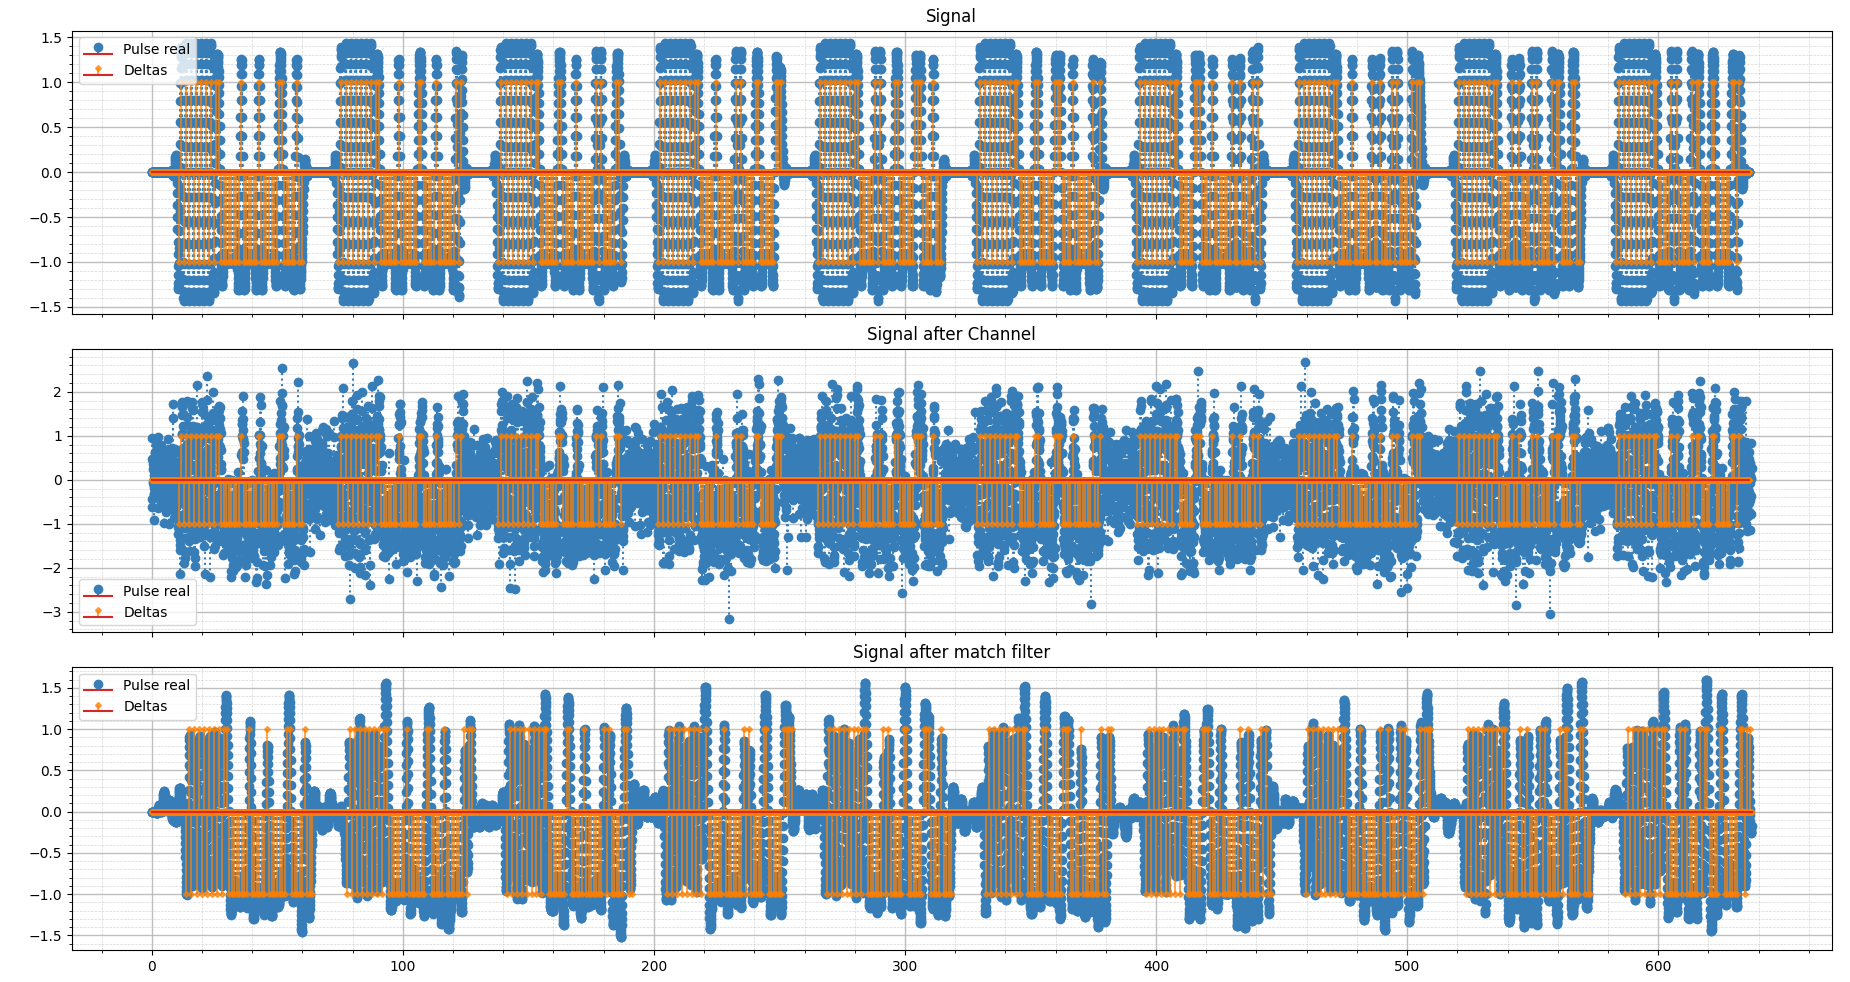 Signal
1.5
1.0
0.5
0.0
−0.5
−1.0
−1.5
Pulse real
Deltas
Signal after Channel
2
1
0
−1
−2
−3
Pulse real
Deltas
Signal after match filter
1.5
1.0
0.5
0.0
−0.5
−1.0
−1.5
Pulse real
Deltas
0 100 200 300 400 500 600